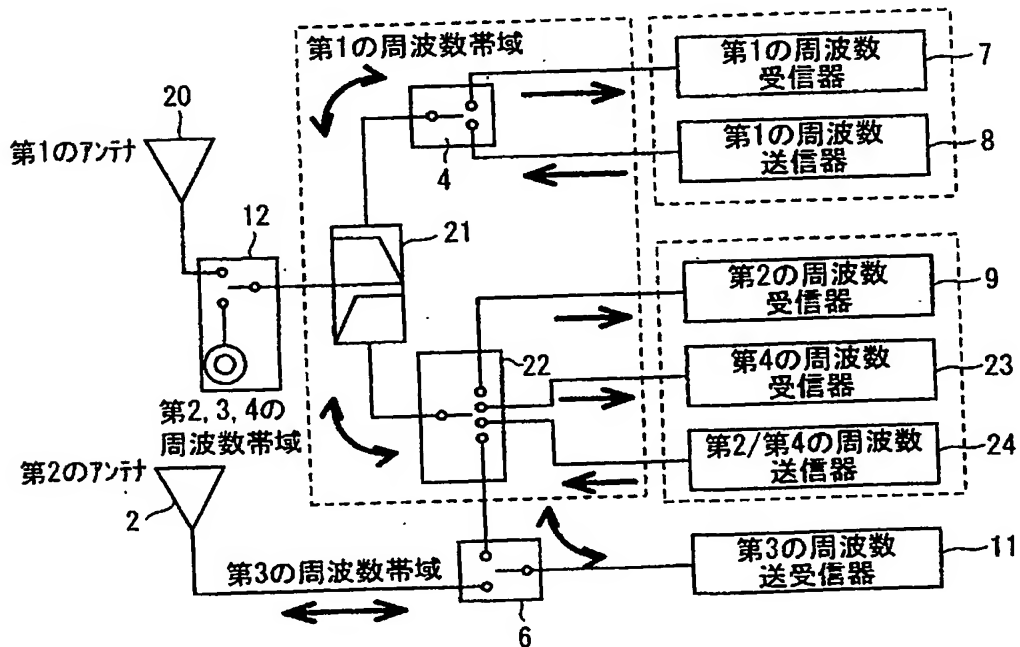 第1の周波数帯域
第1の周波数
受信器
7
20
第1のアンテナ
4
第1の周波数
送信器
8
12
21
第2の周波数
受信器
9
22
第4の周波数
受信器
23
第2,3,4の
周波数帯域
第2/第4の周波数
送信器
24
第2のアンテナ
2
第3の周波数帯域
第3の周波数
送受信器
11
6